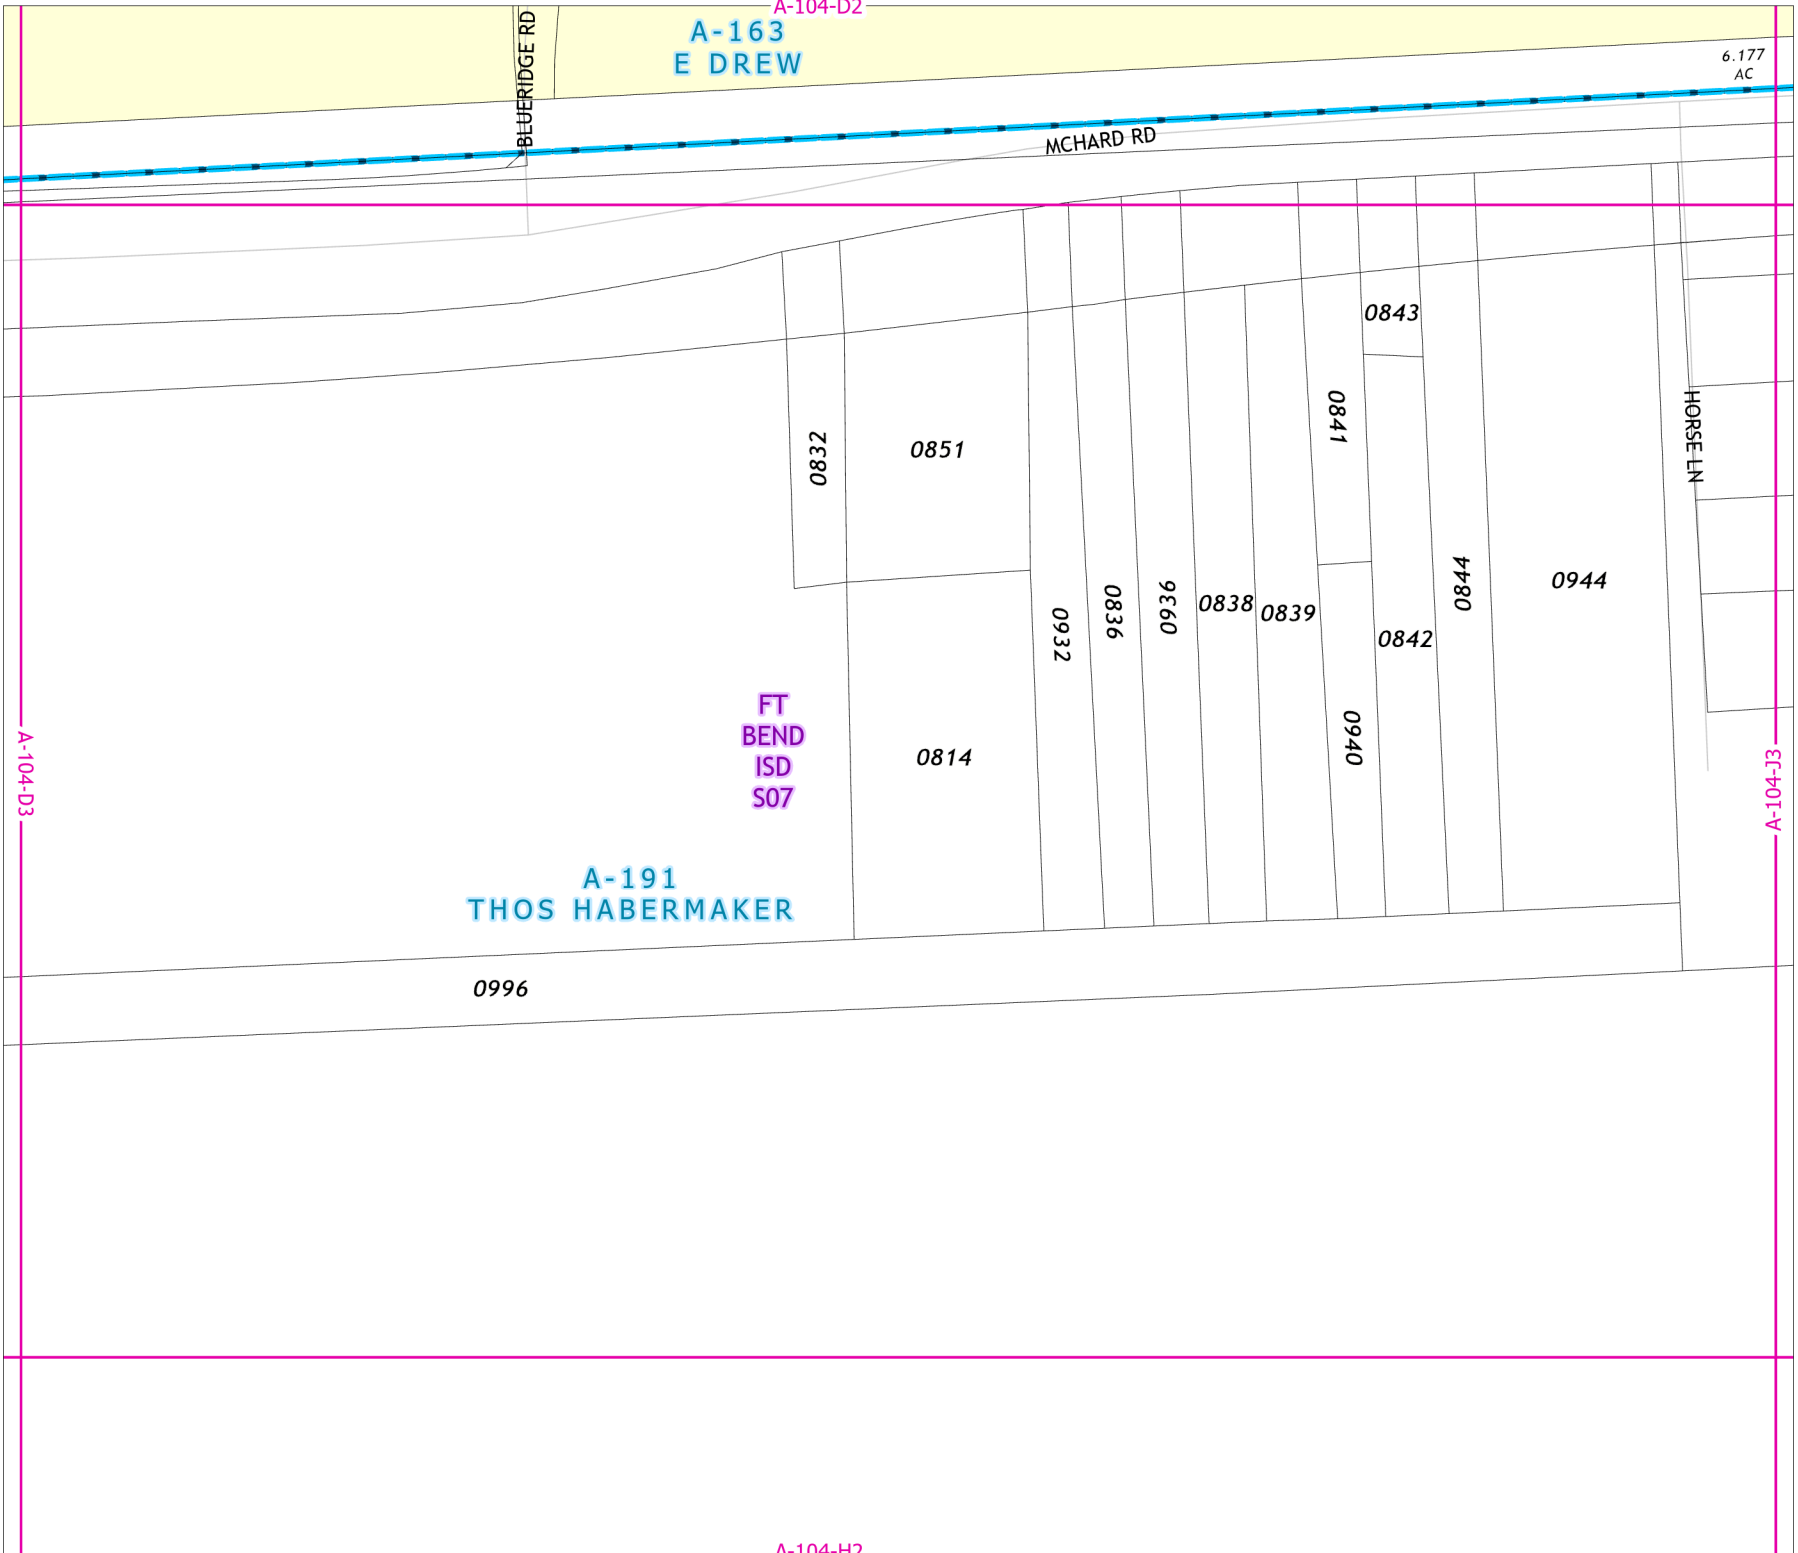 A-104-D2
A-163
E DREW
BLUERIDGE RD
6.177
AC
MCHARD RD
0843
0841
HORSE LN
0832
0851
0844
0944
0932
0836
0936
0838
0839
0842
FT
BEND
ISD
S07
0814
0940
A-104-D3
A-104-J3
A-191
THOS HABERMAKER
0996
A-104-H2